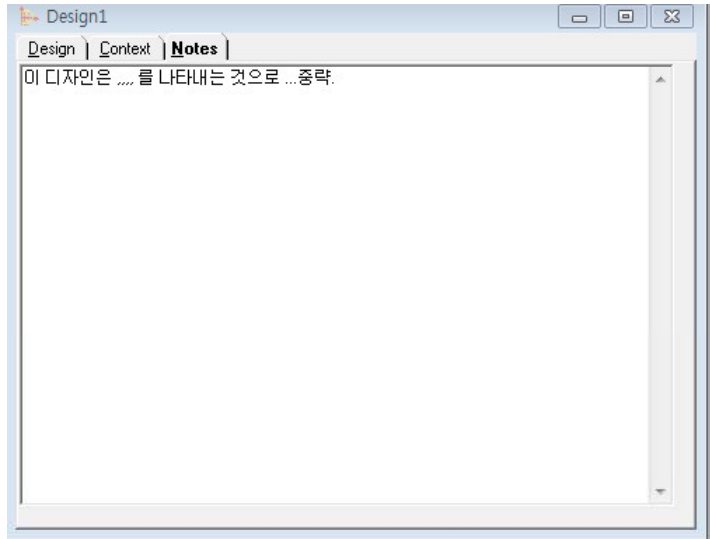 Design1
Design Context Notes
이 디자인은 ,,,, 를 나타내는 것으로 ...중략.